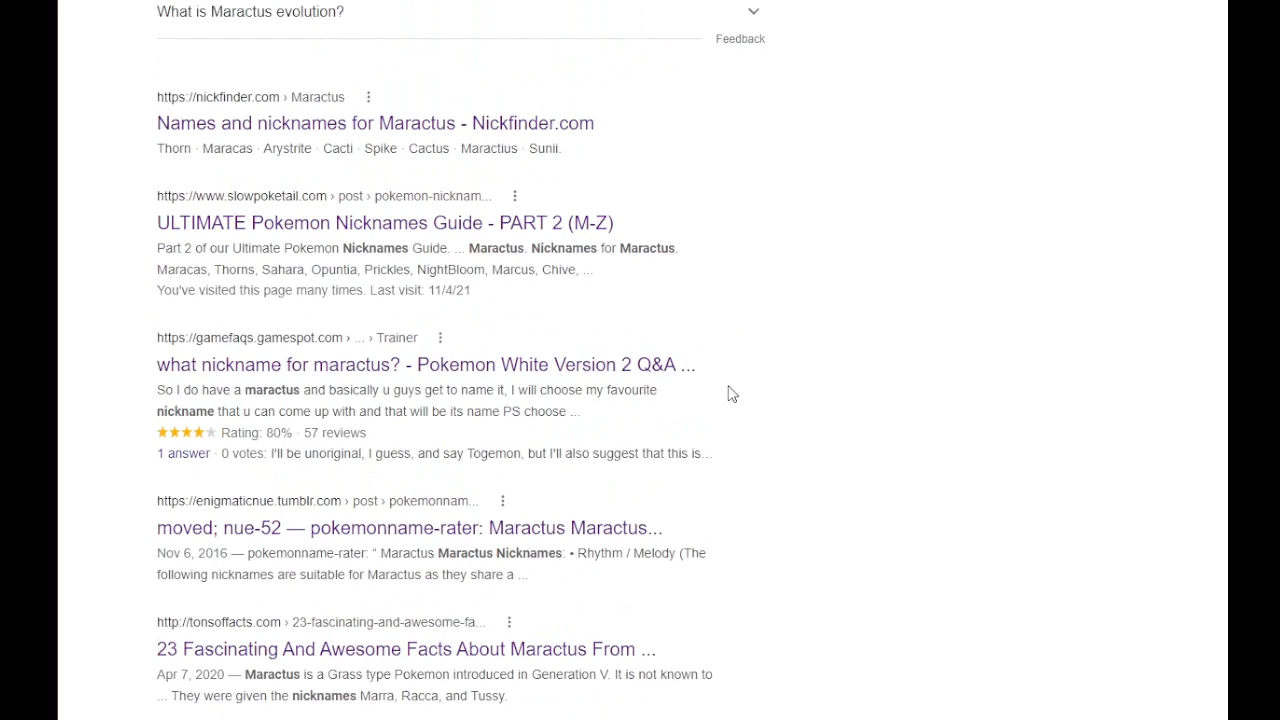 What is Maractus evolution?
Feedback
https://nickfinder.com › Maractus
Names and nicknames for Maractus - Nickfinder.com
Thorn · Maracas · Arystrite · Cacti · Spike · Cactus · Maractius · Sunii.
https://www.slowpoketail.com › post › pokemon-nicknam...
ULTIMATE Pokemon Nicknames Guide - PART 2 (M-Z)
Part 2 of our Ultimate Pokemon Nicknames Guide. ... Maractus. Nicknames for Maractus.
Maracas, Thorns, Sahara, Opuntia, Prickles, NightBloom, Marcus, Chive, ...
You've visited this page many times. Last visit: 11/4/21
https://gamefaqs.gamespot.com › ... › Trainer
what nickname for maractus? - Pokemon White Version 2 Q&A ...
So I do have a maractus and basically u guys get to name it, I will choose my favourite
nickname that u can come up with and that will be its name PS choose ...
Rating: 80% · 57 reviews
1 answer · 0 votes: I'll be unoriginal, I guess, and say Togemon, but I'll also suggest that this is...
https://enigmaticnue.tumblr.com › post › pokemonnam...
moved; nue-52 — pokemonname-rater: Maractus Maractus...
Nov 6, 2016 — pokemonname-rater: “ Maractus Maractus Nicknames: • Rhythm / Melody (The
following nicknames are suitable for Maractus as they share a ...
http://tonsoffacts.com › 23-fascinating-and-awesome-fa...
23 Fascinating And Awesome Facts About Maractus From ...
Apr 7, 2020 — Maractus is a Grass type Pokemon introduced in Generation V. It is not known to
... They were given the nicknames Marra, Racca, and Tussy.